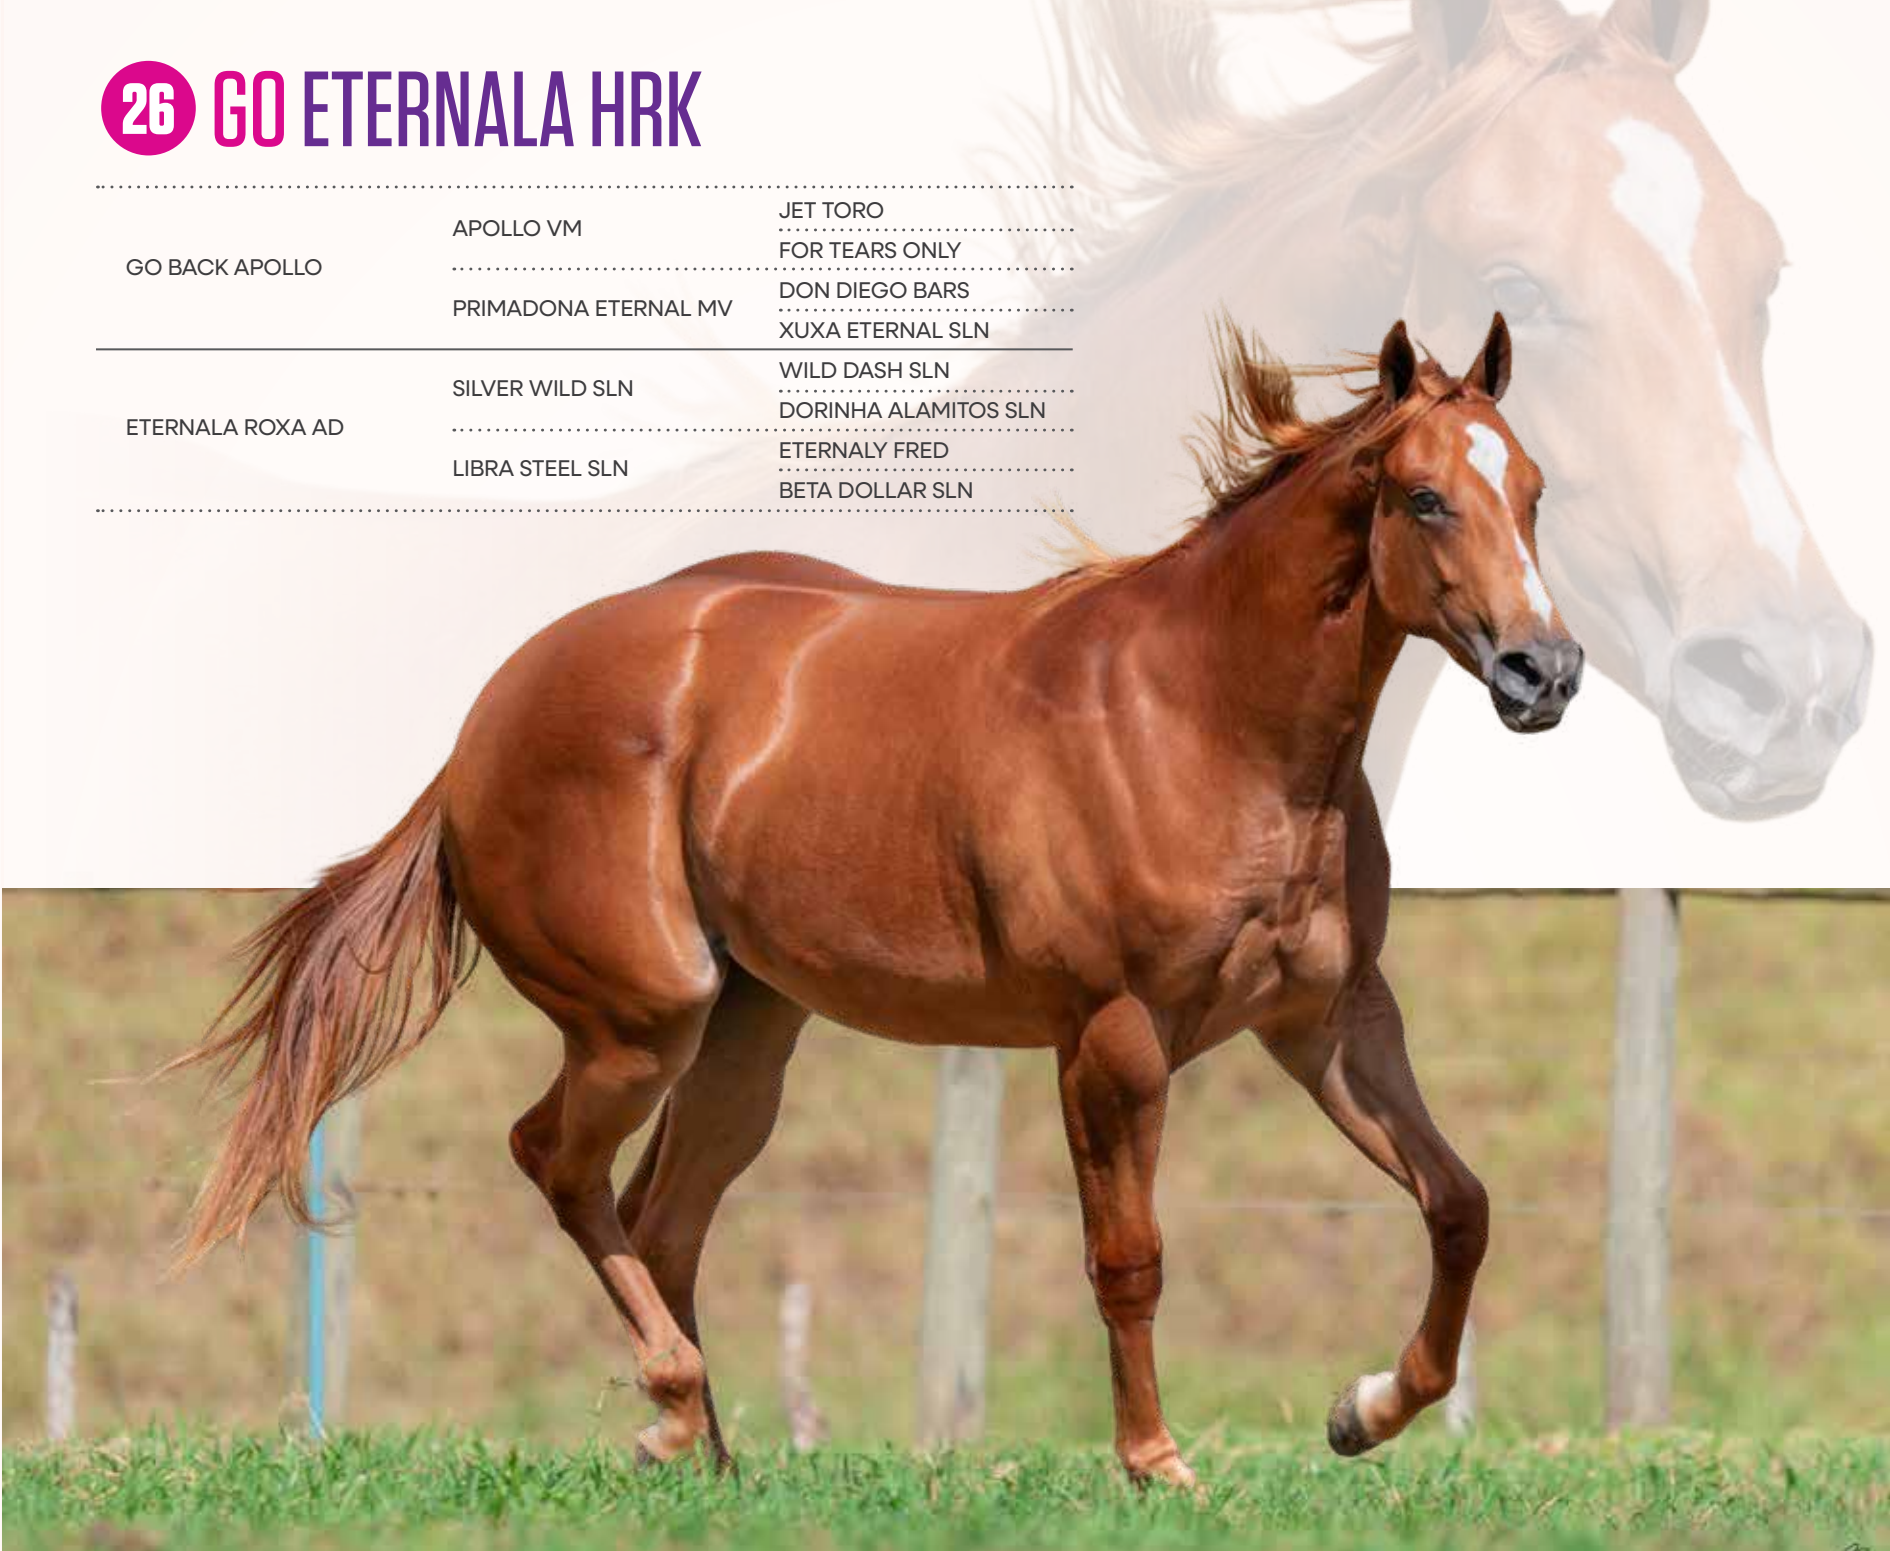 26 GO ETERNALA HRK
GO BACK APOLLO
APOLLO VM
JET TORO
FOR TEARS ONLY
PRIMADONA ETERNAL MV
DON DIEGO BARS
XUXA ETERNAL SLN
ETERNALA ROXA AD
SILVER WILD SLN
WILD DASH SLN
DORINHA ALAMITOS SLN
LIBRA STEEL SLN
ETERNALY FRED
BETA DOLLAR SLN